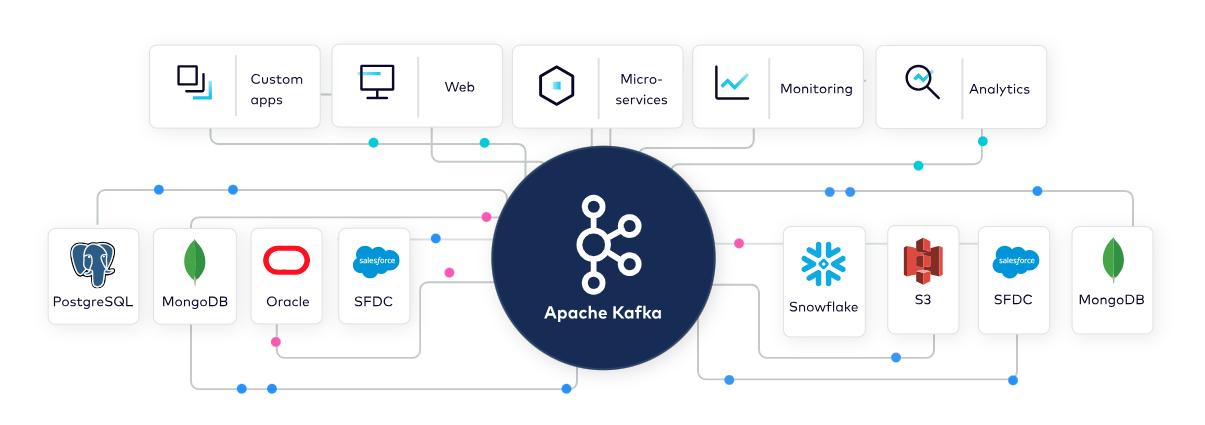 Custom
apps
Web
Micro-
services
Monitoring
Analytics
PostgreSQL
MongoDB
Oracle
salesforce
SFDC
Apache Kafka
Snowflake
S3
salesforce
SFDC
MongoDB